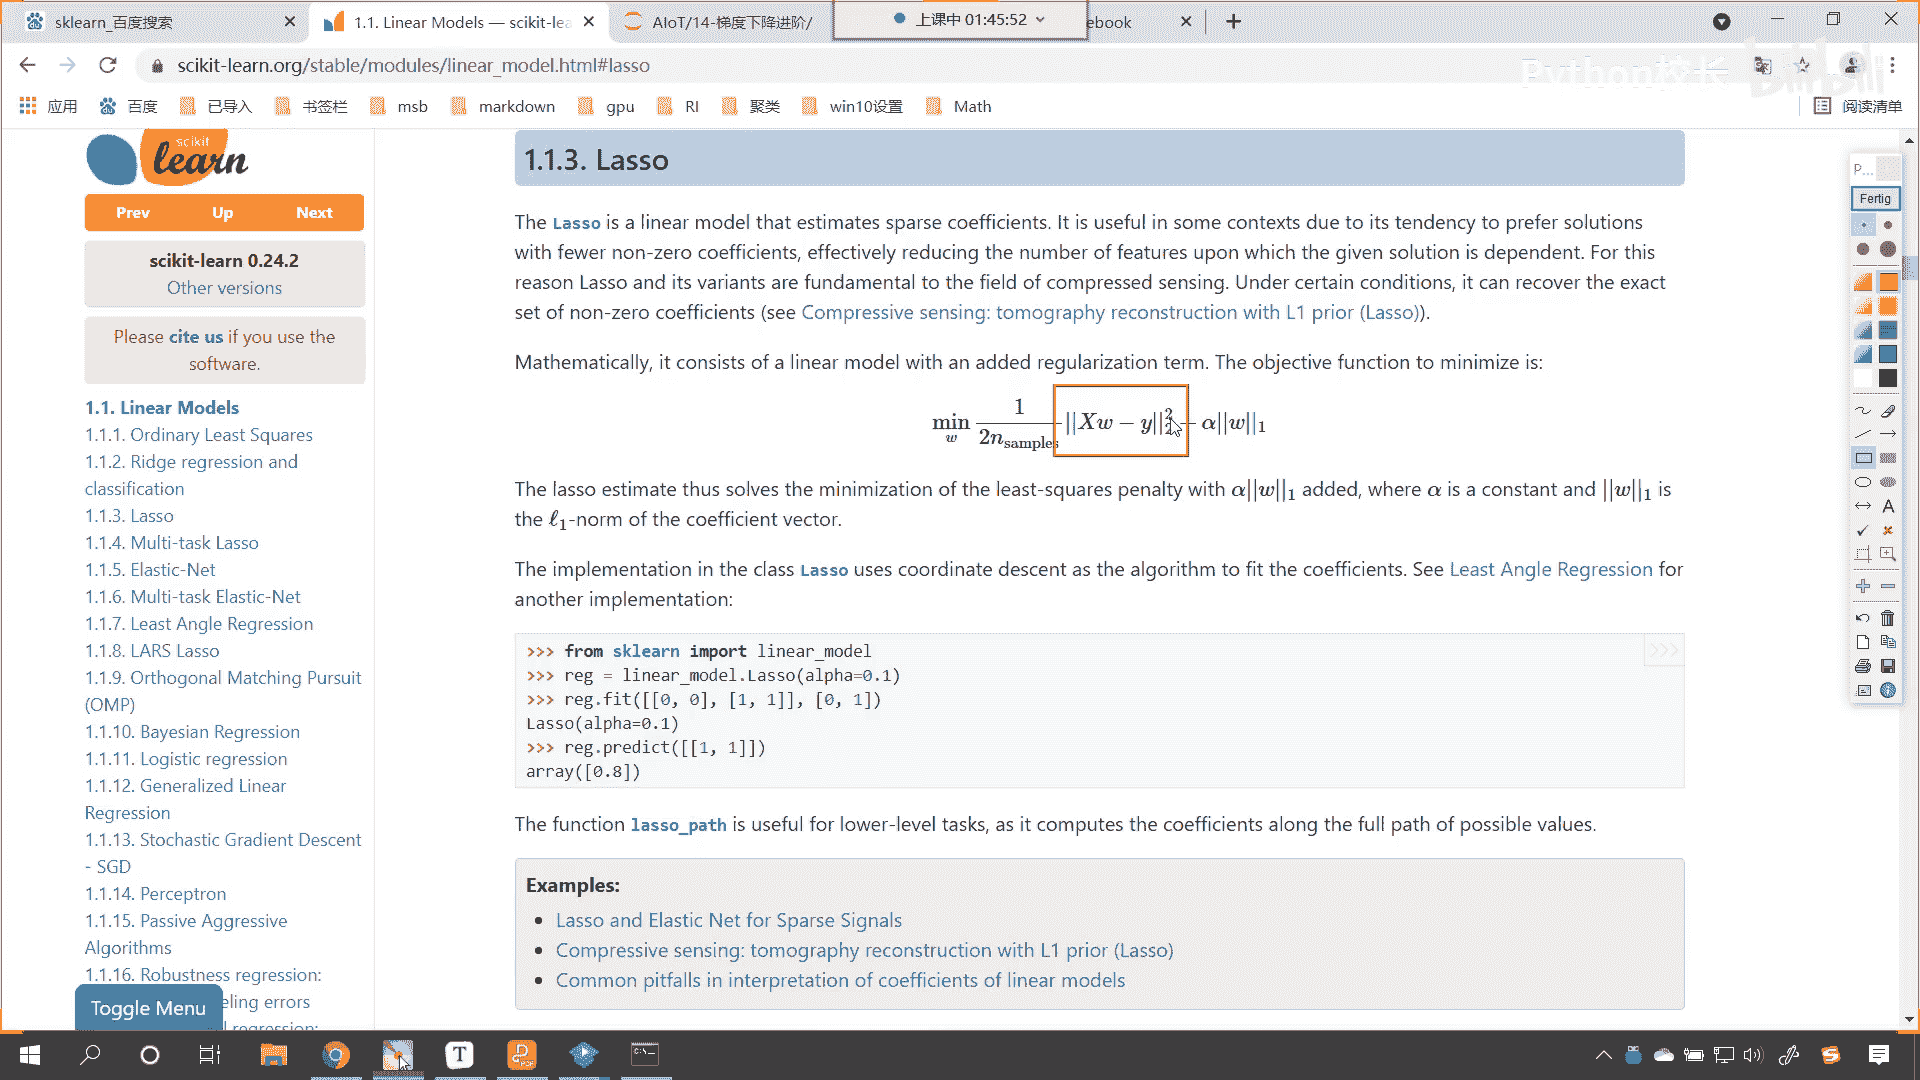 sklearn_百度搜索
1.1. Linear Models — scikit-lea
AIoT/14-梯度下降进阶/
上课中 01:45:52
ebook
scikit-learn.org/stable/modules/linear_model.html#lasso
Python校长
bilibili
应用
百度
已导入
书签栏
msb
markdown
gpu
RI
聚类
win10设置
Math
阅读清单
scikit
learn
Prev Up Next
scikit-learn 0.24.2
Other versions
Please cite us if you use the
software.
1.1. Linear Models
1.1.1. Ordinary Least Squares
1.1.2. Ridge regression and
classification
1.1.3. Lasso
1.1.4. Multi-task Lasso
1.1.5. Elastic-Net
1.1.6. Multi-task Elastic-Net
1.1.7. Least Angle Regression
1.1.8. LARS Lasso
1.1.9. Orthogonal Matching Pursuit
(OMP)
1.1.10. Bayesian Regression
1.1.11. Logistic regression
1.1.12. Generalized Linear
Regression
1.1.13. Stochastic Gradient Descent
- SGD
1.1.14. Perceptron
1.1.15. Passive Aggressive
Algorithms
1.1.16. Robustness regression:
eling errors
l regression:
Toggle Menu
1.1.3. Lasso
The Lasso is a linear model that estimates sparse coefficients. It is useful in some contexts due to its tendency to prefer solutions
with fewer non-zero coefficients, effectively reducing the number of features upon which the given solution is dependent. For this
reason Lasso and its variants are fundamental to the field of compressed sensing. Under certain conditions, it can recover the exact
set of non-zero coefficients (see Compressive sensing: tomography reconstruction with L1 prior (Lasso)).
Mathematically, it consists of a linear model with an added regularization term. The objective function to minimize is:
min_w 1/(2n_samples) ||Xw − y||_2^2 + α||w||_1
The lasso estimate thus solves the minimization of the least-squares penalty with α||w||_1 added, where α is a constant and ||w||_1 is
the ℓ_1-norm of the coefficient vector.
The implementation in the class Lasso uses coordinate descent as the algorithm to fit the coefficients. See Least Angle Regression for
another implementation:
>>>
>>> from sklearn import linear_model
>>> reg = linear_model.Lasso(alpha=0.1)
>>> reg.fit([[0, 0], [1, 1]], [0, 1])
Lasso(alpha=0.1)
>>> reg.predict([[1, 1]])
array([0.8])
The function lasso_path is useful for lower-level tasks, as it computes the coefficients along the full path of possible values.
Examples:
• Lasso and Elastic Net for Sparse Signals
• Compressive sensing: tomography reconstruction with L1 prior (Lasso)
• Common pitfalls in interpretation of coefficients of linear models
P...
Fertig